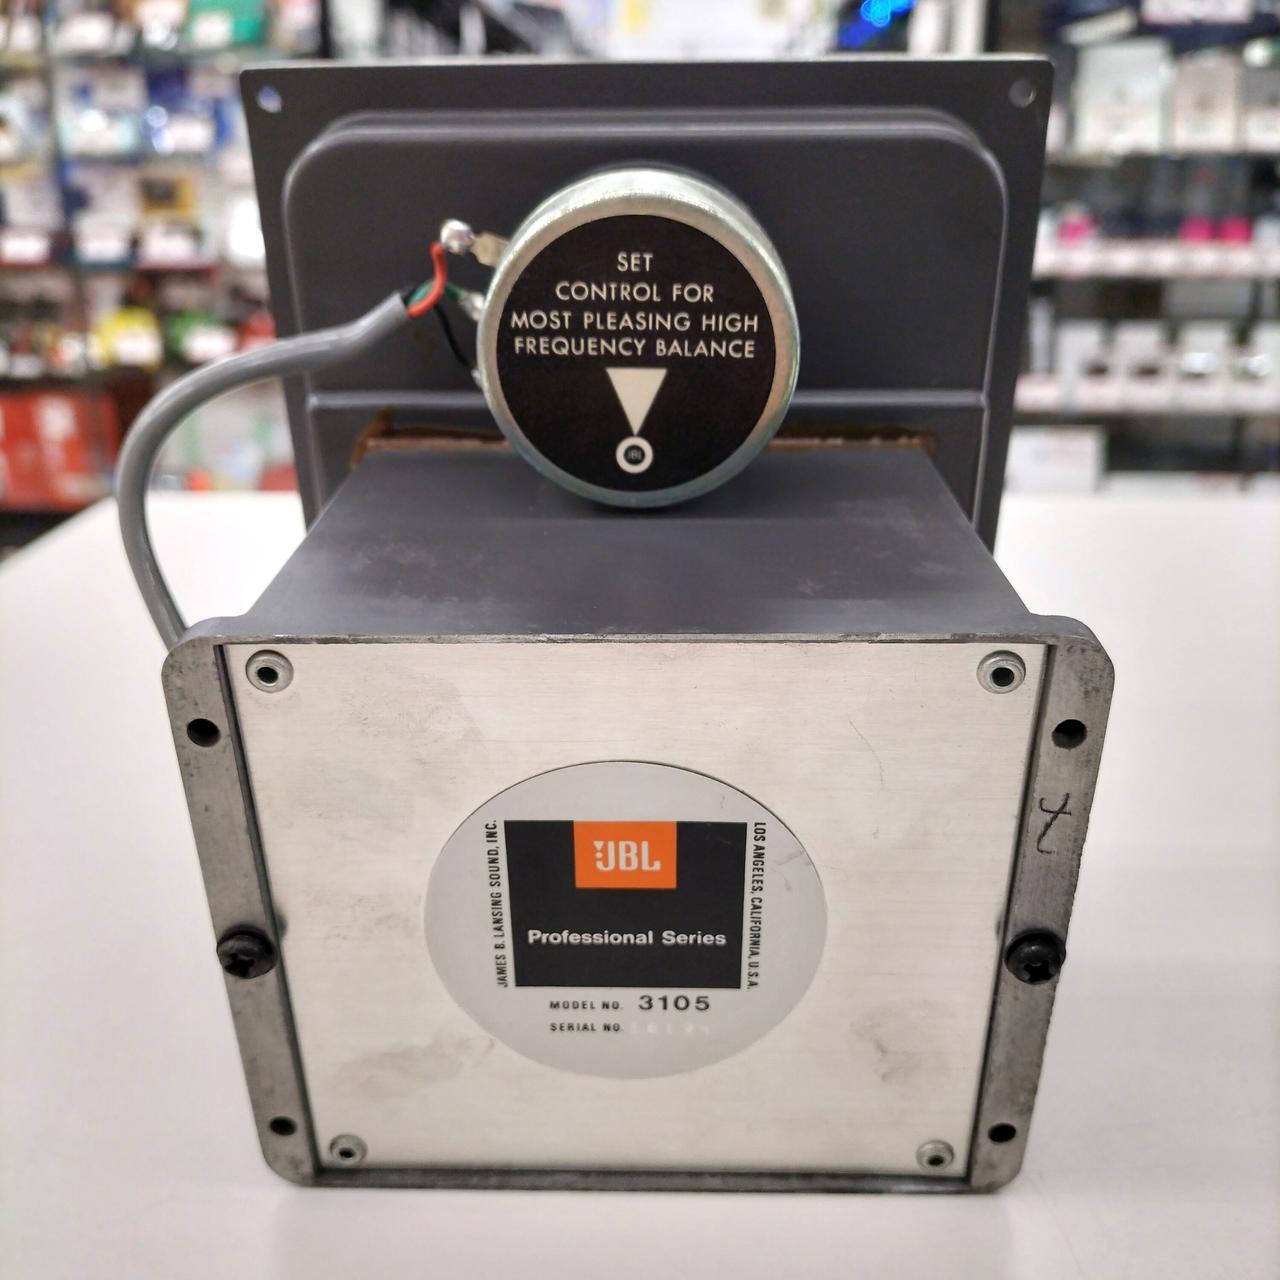 SET
CONTROL FOR
MOST PLEASING HIGH
FREQUENCY BALANCE
JBL
JAMES B. LANSING SOUND, INC.
JBL
Professional Series
LOS ANGELES, CALIFORNIA, U.S.A.
MODEL NO. 3105
SERIAL NO.